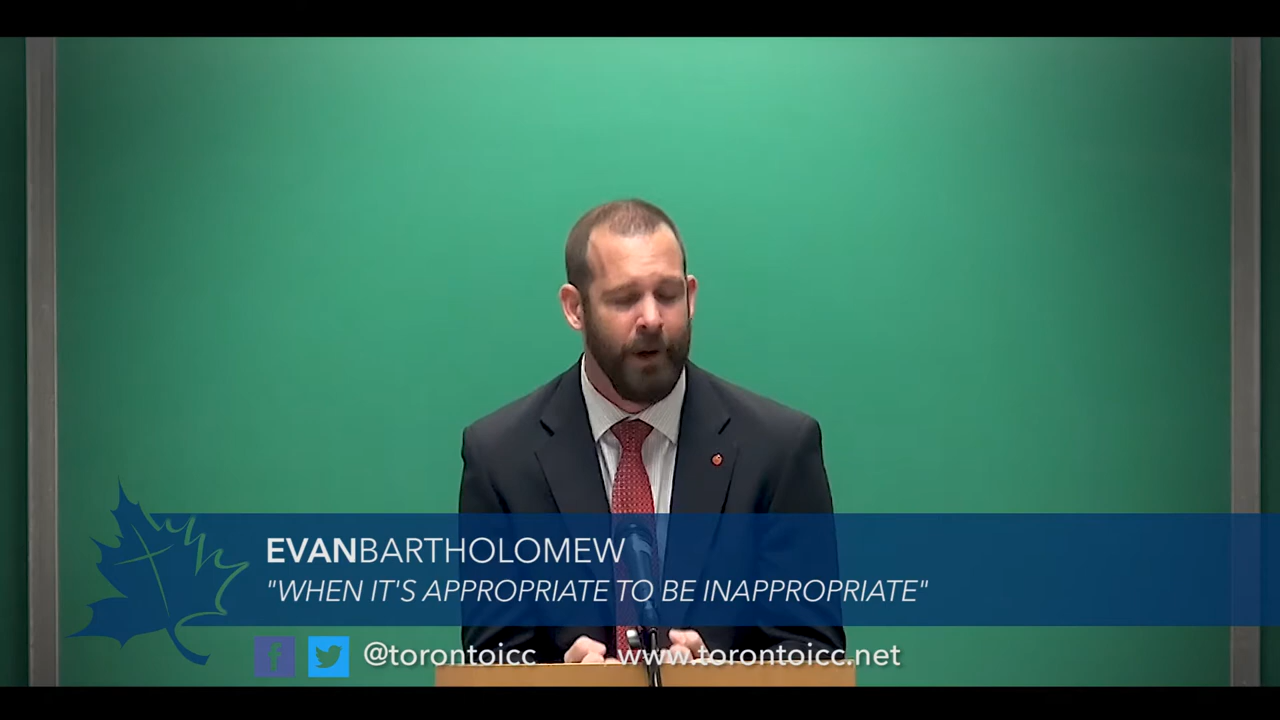 EVANBARTHOLOMEW
"WHEN IT'S APPROPRIATE TO BE INAPPROPRIATE"
@torontoicc www.torontoicc.net